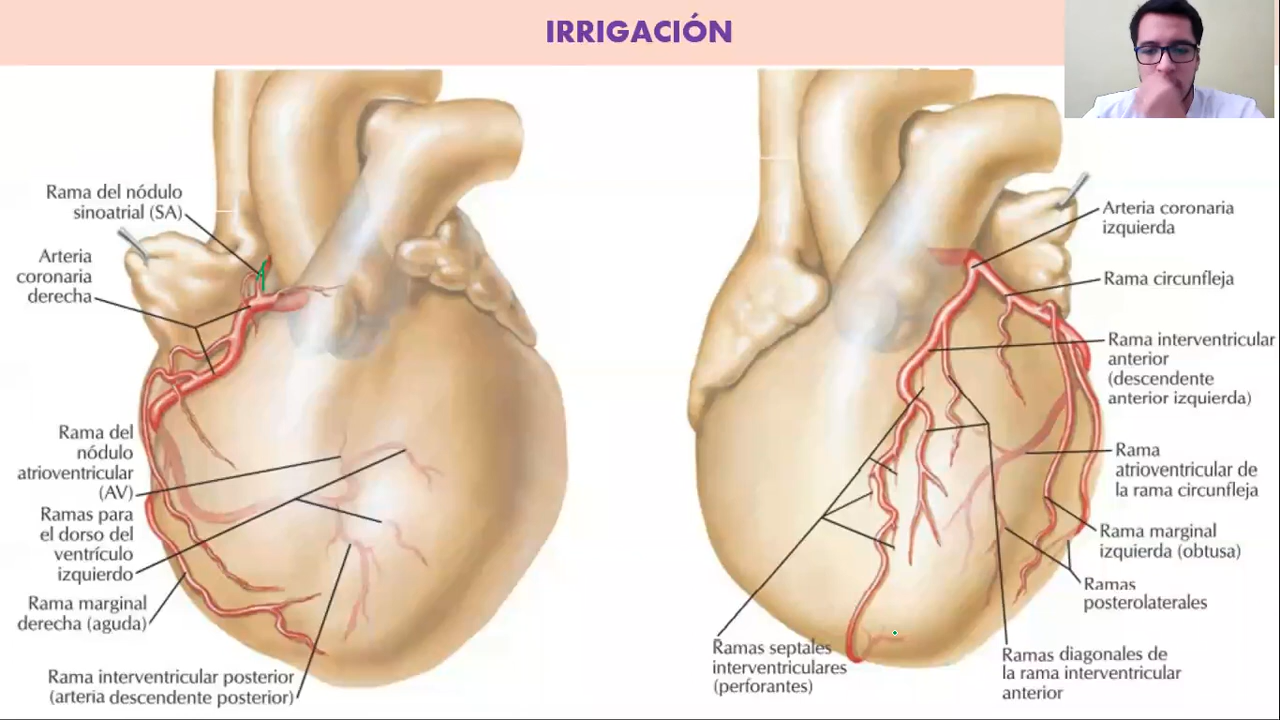 IRRIGACIÓN
Rama del nódulo
sinoatrial (SA)
Arteria
coronaria
derecha
Rama del
nódulo
atrioventricular
(AV)
Ramas para
el dorso del
ventrículo
izquierdo
Rama marginal
derecha (aguda)
Rama interventricular posterior
(arteria descendente posterior)
Arteria coronaria
izquierda
Rama circunfleja
Rama interventricular
anterior
(descendente
anterior izquierda)
Rama
atrioventricular de
la rama circunfleja
Rama marginal
izquierda (obtusa)
Ramas
posterolaterales
Ramas septales
interventriculares
(perforantes)
Ramas diagonales de
la rama interventricular
anterior